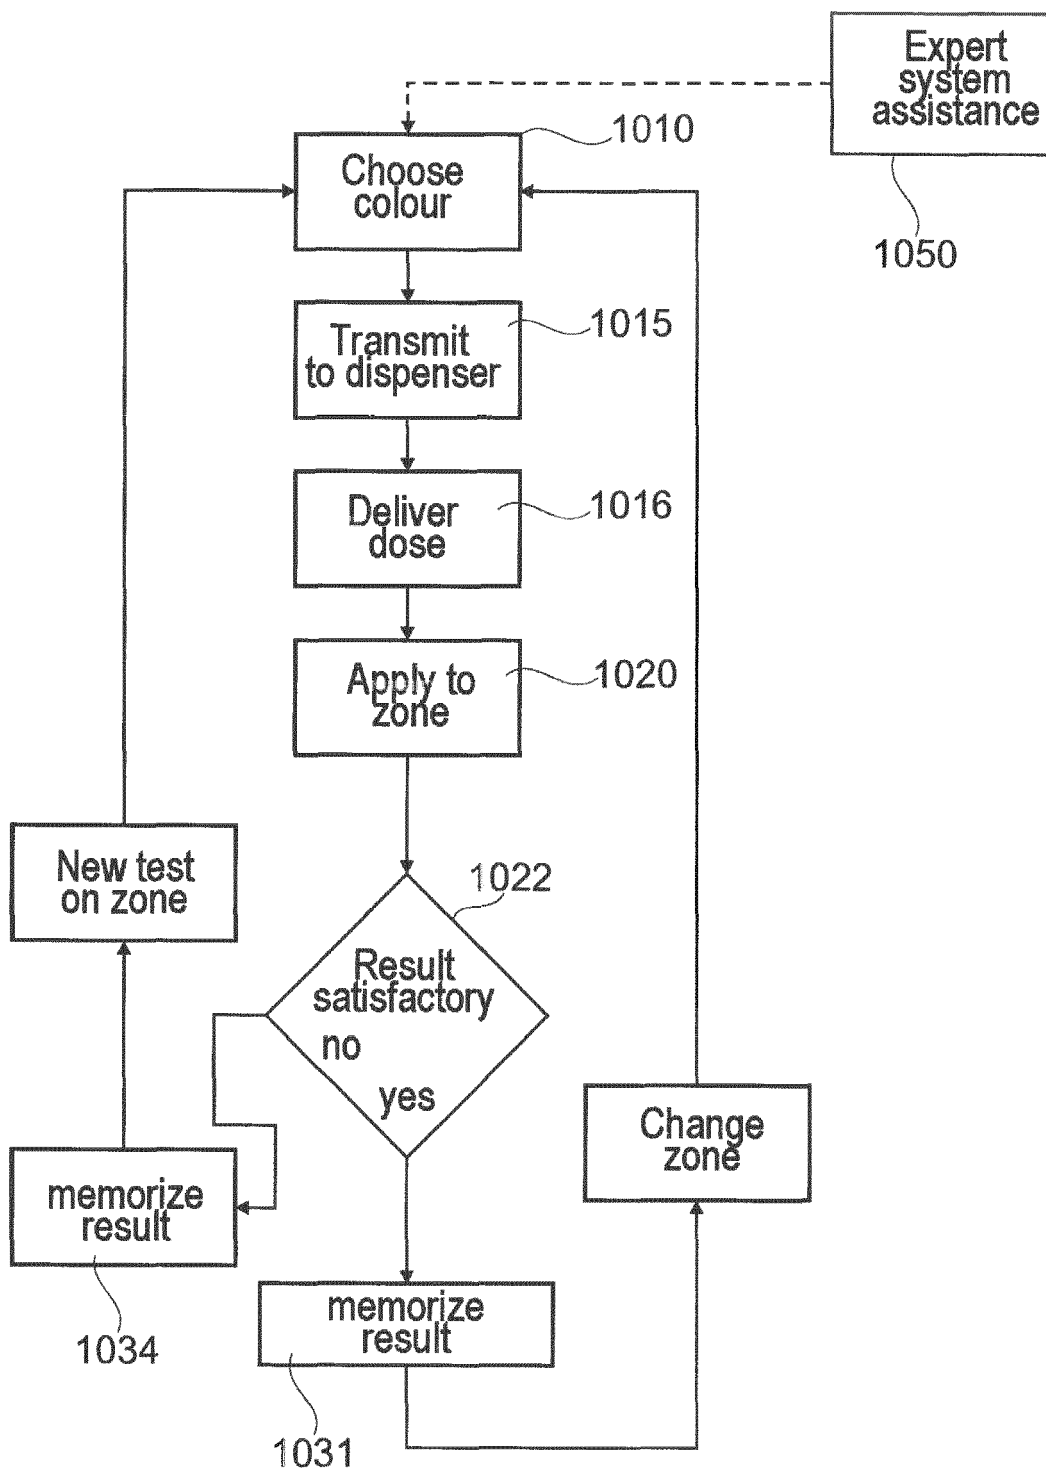 Expert
system
assistance
1010
Choose
colour
1050
1015
Transmit
to dispenser
1016
Deliver
dose
1020
Apply to
zone
New test
on zone
1022
Result
satisfactory
no
yes
Change
zone
memorize
result
1034
memorize
result
1031